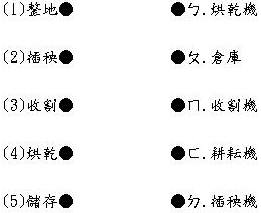 (1)整地●　●ㄅ.烘乾機
(2)插秧●　●ㄆ.倉庫
(3)收割●　●ㄇ.收割機
(4)烘乾●　●ㄈ.耕耘機
(5)儲存●　●ㄉ.插秧機